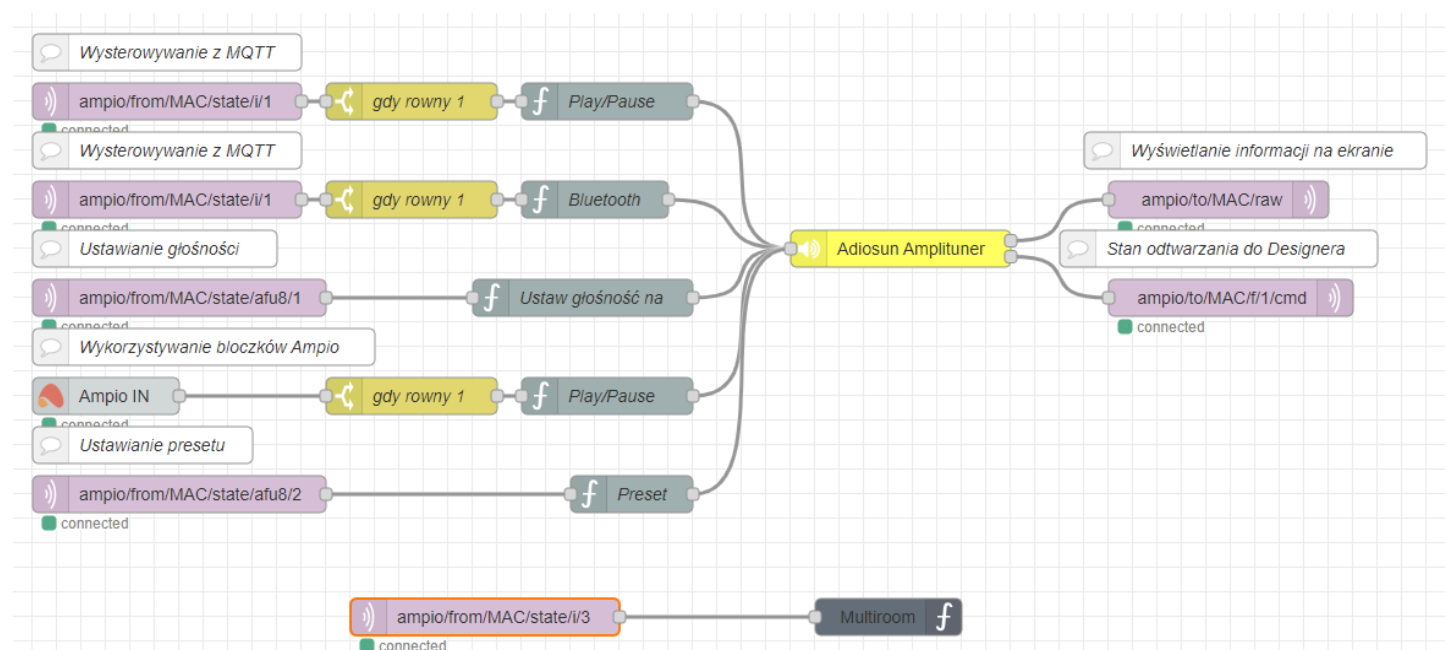 Wysterowywanie z MQTT
ampio/from/MAC/state/i/1
gdy rowny 1
Play/Pause
connected
Wysterowywanie z MQTT
Wyświetlanie informacji na ekranie
ampio/from/MAC/state/i/1
gdy rowny 1
Bluetooth
ampio/to/MAC/raw
connected
connected
Ustawianie głośności
Adiosun Amplituner
Stan odtwarzania do Designera
ampio/from/MAC/state/afu8/1
Ustaw głośność na
ampio/to/MAC/f/1/cmd
connected
connected
Wykorzystywanie bloczków Ampio
Ampio IN
gdy rowny 1
Play/Pause
connected
Ustawianie presetu
ampio/from/MAC/state/afu8/2
Preset
connected
ampio/from/MAC/state/i/3
Multiroom
connected